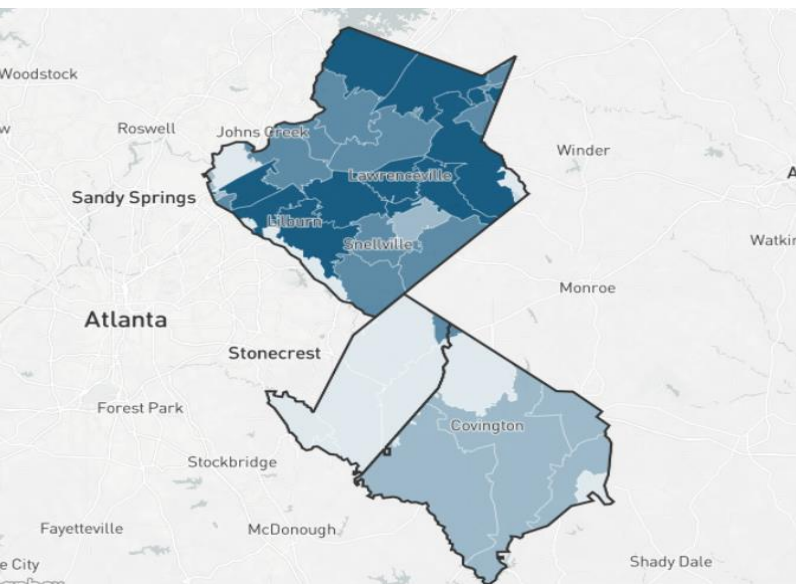 Woodstock
Roswell
Johns Creek
Winder
Lawrenceville
A
Sandy Springs
Lilburn
Snellville
Watkin
Monroe
Atlanta
Stonecrest
Forest Park
Covington
Stockbridge
Fayetteville
McDonough
Shady Dale
e City